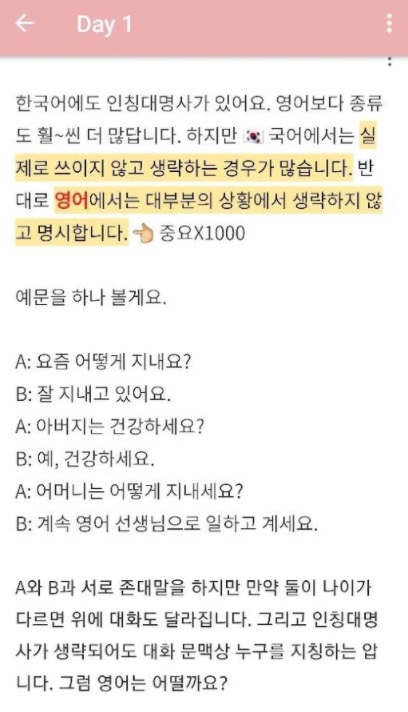 Day 1
한국어에도 인칭대명사가 있어요. 영어보다 종류
도 훨~씬 더 많답니다. 하지만 🇰🇷 국어에서는 실
제로 쓰이지 않고 생략하는 경우가 많습니다. 반
대로 영어에서는 대부분의 상황에서 생략하지 않
고 명시합니다. 👈 중요X1000
예문을 하나 볼게요.
A: 요즘 어떻게 지내요?
B: 잘 지내고 있어요.
A: 아버지는 건강하세요?
B: 예, 건강하세요.
A: 어머니는 어떻게 지내세요?
B: 계속 영어 선생님으로 일하고 계세요.
A와 B과 서로 존대말을 하지만 만약 둘이 나이가
다르면 위에 대화도 달라집니다. 그리고 인칭대명
사가 생략되어도 대화 문맥상 누구를 지칭하는 압
니다. 그럼 영어는 어떨까요?